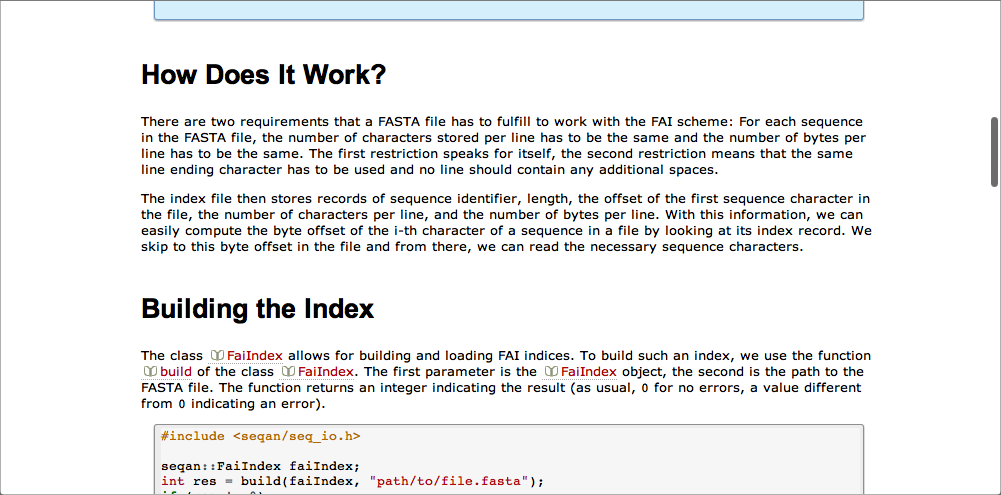 How Does It Work?
There are two requirements that a FASTA file has to fulfill to work with the FAI scheme: For each sequence
in the FASTA file, the number of characters stored per line has to be the same and the number of bytes per
line has to be the same. The first restriction speaks for itself, the second restriction means that the same
line ending character has to be used and no line should contain any additional spaces.
The index file then stores records of sequence identifier, length, the offset of the first sequence character in
the file, the number of characters per line, and the number of bytes per line. With this information, we can
easily compute the byte offset of the i-th character of a sequence in a file by looking at its index record. We
skip to this byte offset in the file and from there, we can read the necessary sequence characters.
Building the Index
The class FaiIndex allows for building and loading FAI indices. To build such an index, we use the function
build of the class FaiIndex. The first parameter is the FaiIndex object, the second is the path to the
FASTA file. The function returns an integer indicating the result (as usual, 0 for no errors, a value different
from 0 indicating an error).
#include <seqan/seq_io.h>
seqan::FaiIndex faiIndex;
int res = build(faiIndex, "path/to/file.fasta");